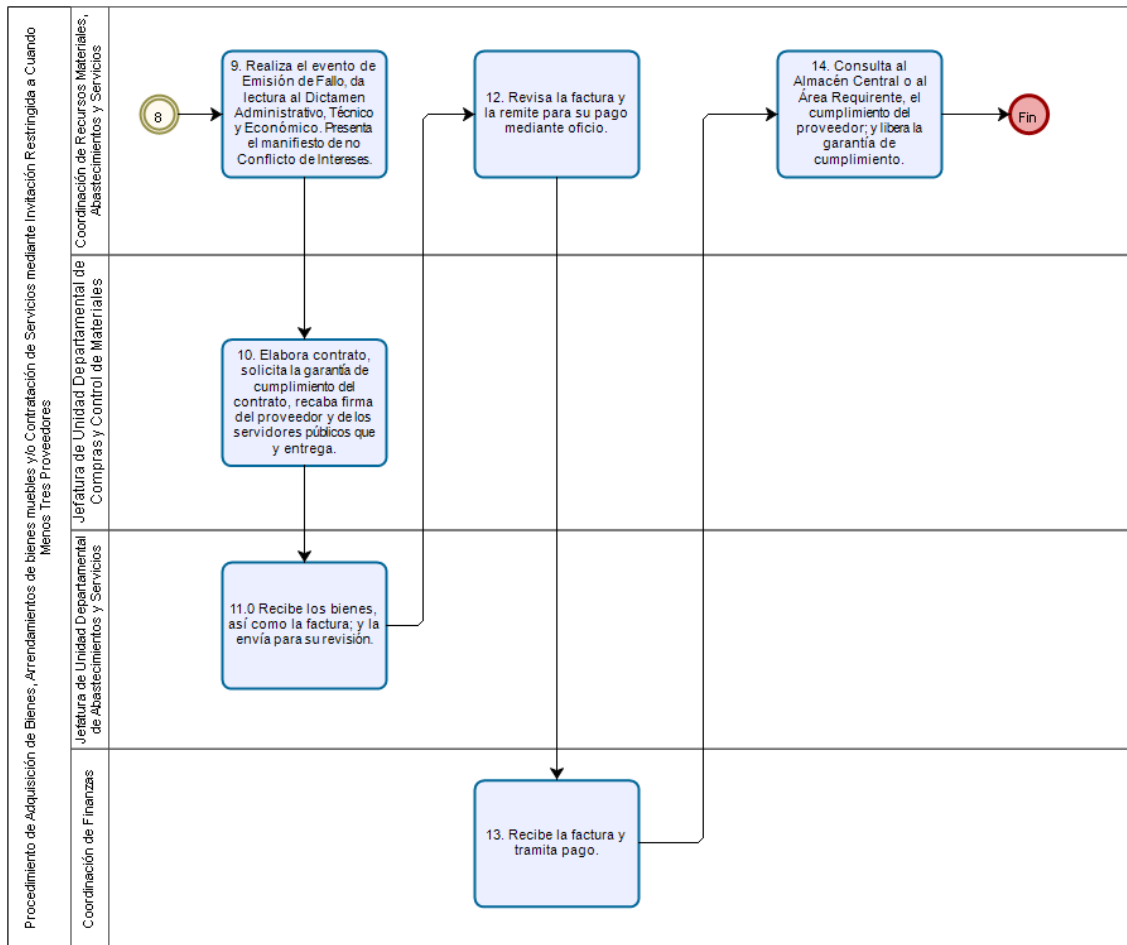 Procedimiento de Adquisición de Bienes, Arrendamientos de bienes muebles y/o Contratación de Servicios mediante Invitación Restringida a Cuando
Menos Tres Proveedores
Coordinación de Recursos Materiales,
Abastecimientos y Servicios
8
9. Realiza el evento de
Emisión de Fallo, da
lectura al Dictamen
Administrativo, Técnico
y Económico. Presenta
el manifiesto de no
Conflicto de Intereses.
12. Revisa la factura y
la remite para su pago
mediante oficio.
14. Consulta al
Almacén Central o al
Área Requirente, el
cumplimiento del
proveedor; y libera la
garantía de
cumplimiento.
Fin
Jefatura de Unidad Departamental de
Compras y Control de Materiales
10. Elabora contrato,
solicita la garantía de
cumplimiento del
contrato, recaba firma
del proveedor y de los
servidores públicos que
y entrega.
Jefatura de Unidad Departamental
de Abastecimientos y Servicios
11.0 Recibe los bienes,
así como la factura; y la
envía para su revisión.
Coordinación de Finanzas
13. Recibe la factura y
tramita pago.